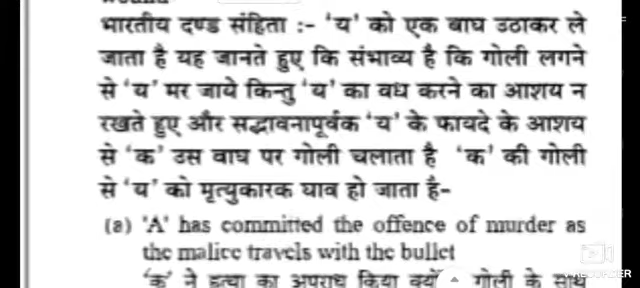 भारतीय दण्ड संहिता :- 'य' को एक बाघ उठाकर ले
जाता है यह जानते हुए कि संभाव्य है कि गोली लगने
से 'य' मर जाये किन्तु 'य' का वध करने का आशय न
रखते हुए और सद्भावनापूर्वक 'य' के फायदे के आशय
से 'क' उस बाघ पर गोली चलाता है 'क' की गोली
से 'य' को मृत्युकारक घाव हो जाता है-
(a) 'A' has committed the offence of murder as
the malice travels with the bullet
'क' ने हत्या का अपराध किया क्यों गोली के साथ